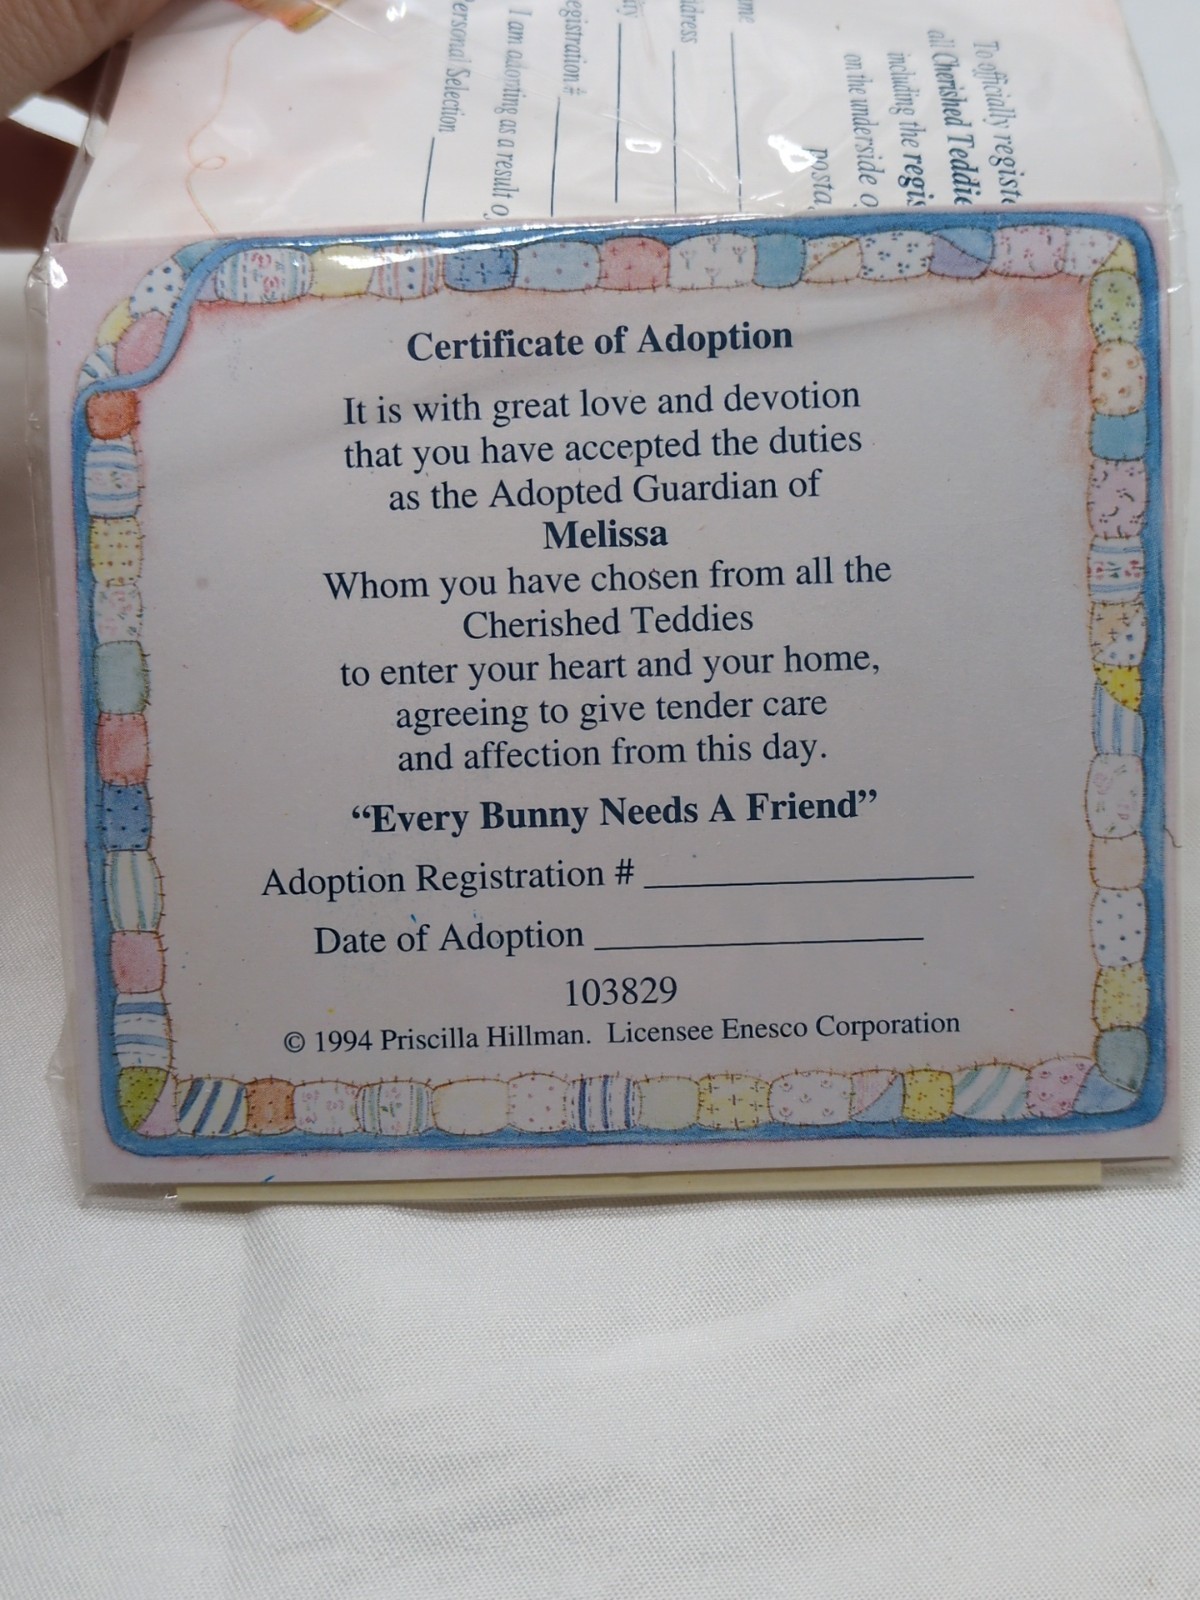 To officially
all Cherished
including the
on the underside
I am adopting as a result
Personal Selection
Certificate of Adoption
It is with great love and devotion
that you have accepted the duties
as the Adopted Guardian of
Melissa
Whom you have chosen from all the
Cherished Teddies
to enter your heart and your home,
agreeing to give tender care
and affection from this day.
“Every Bunny Needs A Friend”
Adoption Registration #
Date of Adoption
103829
© 1994 Priscilla Hillman. Licensee Enesco Corporation